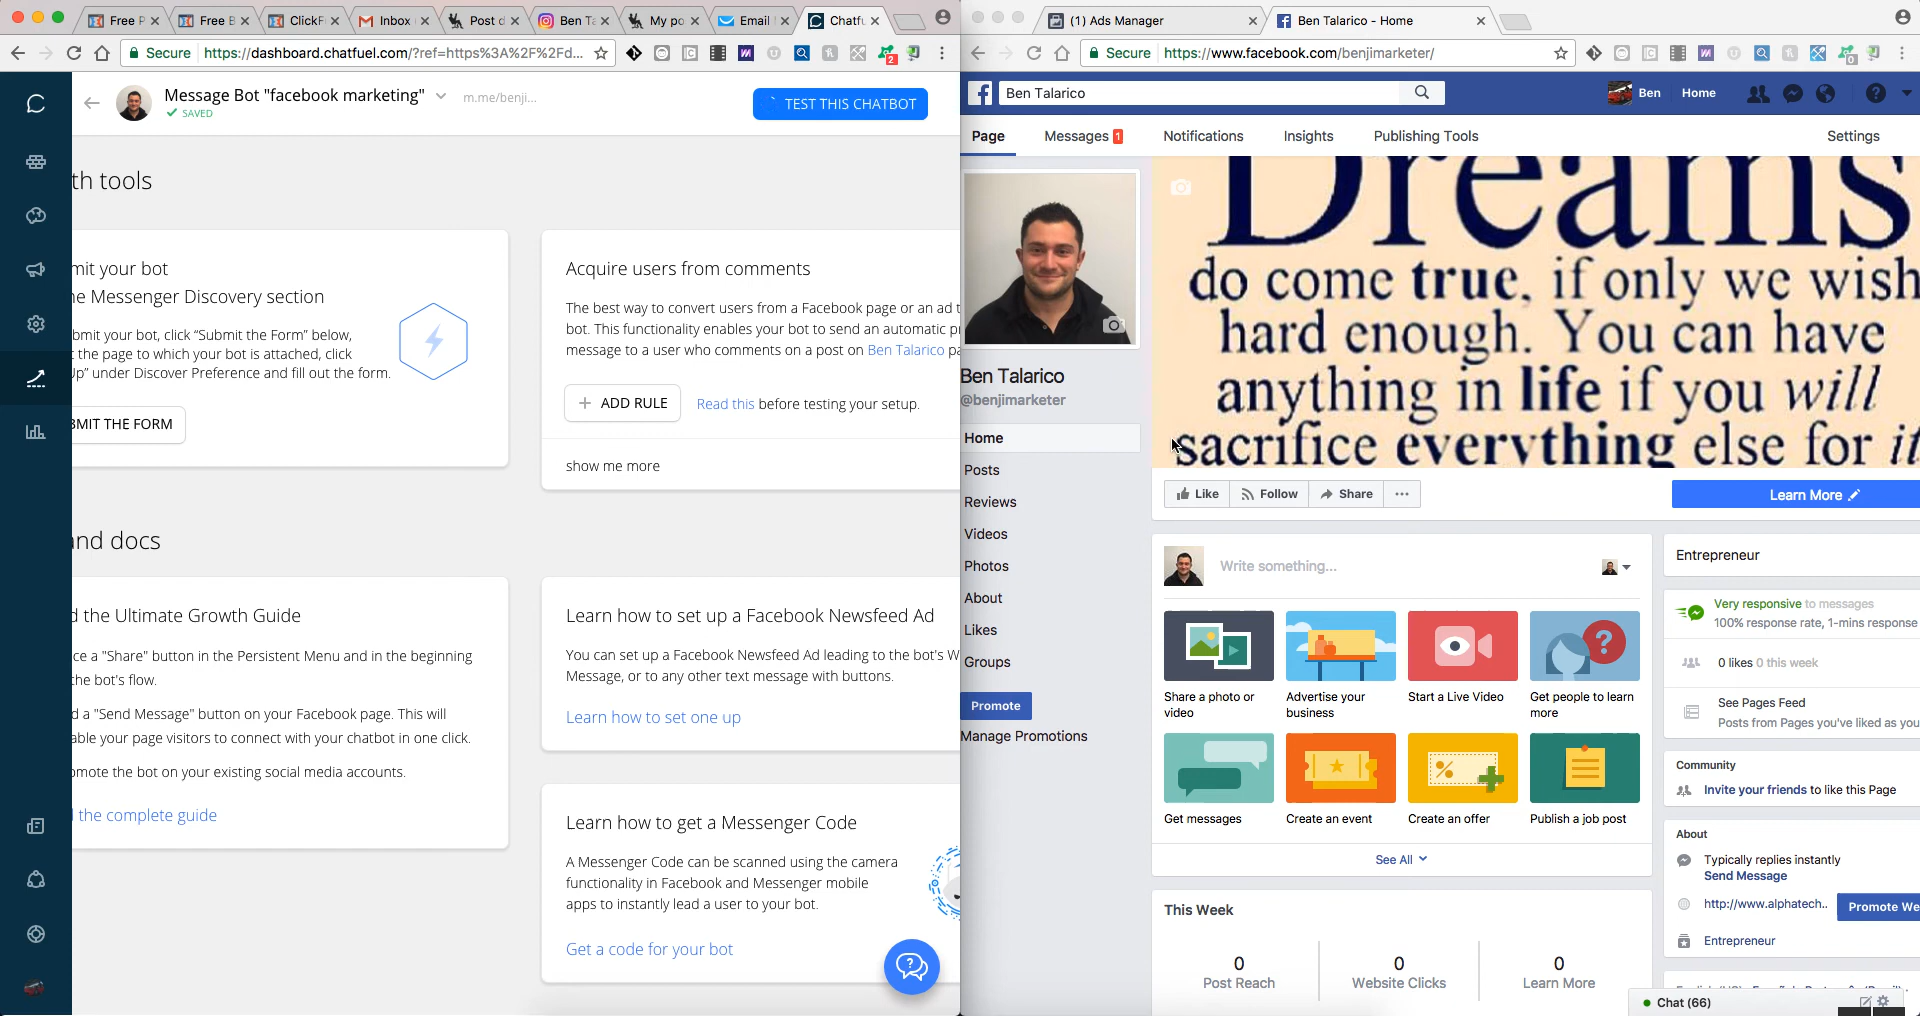 Free P
Free B
ClickF
Inbox
Post d
Ben Ta
My po
Email
Chatfu
Secure
https://dashboard.chatfuel.com/?ref=https%3A%2F%2Fd...
2
Message Bot "facebook marketing"
m.me/benji...
SAVED
TEST THIS CHATBOT
th tools
mit your bot
e Messenger Discovery section
bmit your bot, click "Submit the Form" below,
t the page to which your bot is attached, click
Up" under Discover Preference and fill out the form.
BMIT THE FORM
Acquire users from comments
The best way to convert users from a Facebook page or an ad t
bot. This functionality enables your bot to send an automatic p
message to a user who comments on a post on Ben Talarico pa
+ ADD RULE
Read this before testing your setup.
show me more
and docs
d the Ultimate Growth Guide
ce a "Share" button in the Persistent Menu and in the beginning
the bot's flow.
d a "Send Message" button on your Facebook page. This will
able your page visitors to connect with your chatbot in one click.
omote the bot on your existing social media accounts.
the complete guide
Learn how to set up a Facebook Newsfeed Ad
You can set up a Facebook Newsfeed Ad leading to the bot's W
Message, or to any other text message with buttons.
Learn how to set one up
Learn how to get a Messenger Code
A Messenger Code can be scanned using the camera
functionality in Facebook and Messenger mobile
apps to instantly lead a user to your bot.
Get a code for your bot
(1) Ads Manager
Ben Talarico - Home
Secure
https://www.facebook.com/benjimarketer/
0
Ben Talarico
Ben
Home
Page
Messages 1
Notifications
Insights
Publishing Tools
Settings
Dreams
do come true, if only we wish
hard enough. You can have
anything in life if you will
sacrifice everything else for it
Ben Talarico
@benjimarketer
Home
Posts
Reviews
Videos
Photos
About
Likes
Groups
Promote
Manage Promotions
Like
Follow
Share
Learn More
Write something...
Share a photo or
video
Advertise your
business
Start a Live Video
Get people to learn
more
Get messages
Create an event
Create an offer
Publish a job post
See All
This Week
0
Post Reach
0
Website Clicks
0
Learn More
Entrepreneur
Very responsive to messages
100% response rate, 1-mins response
0 likes 0 this week
See Pages Feed
Posts from Pages you've liked as you
Community
Invite your friends to like this Page
About
Typically replies instantly
Send Message
http://www.alphatech..
Promote We
Entrepreneur
Chat (66)